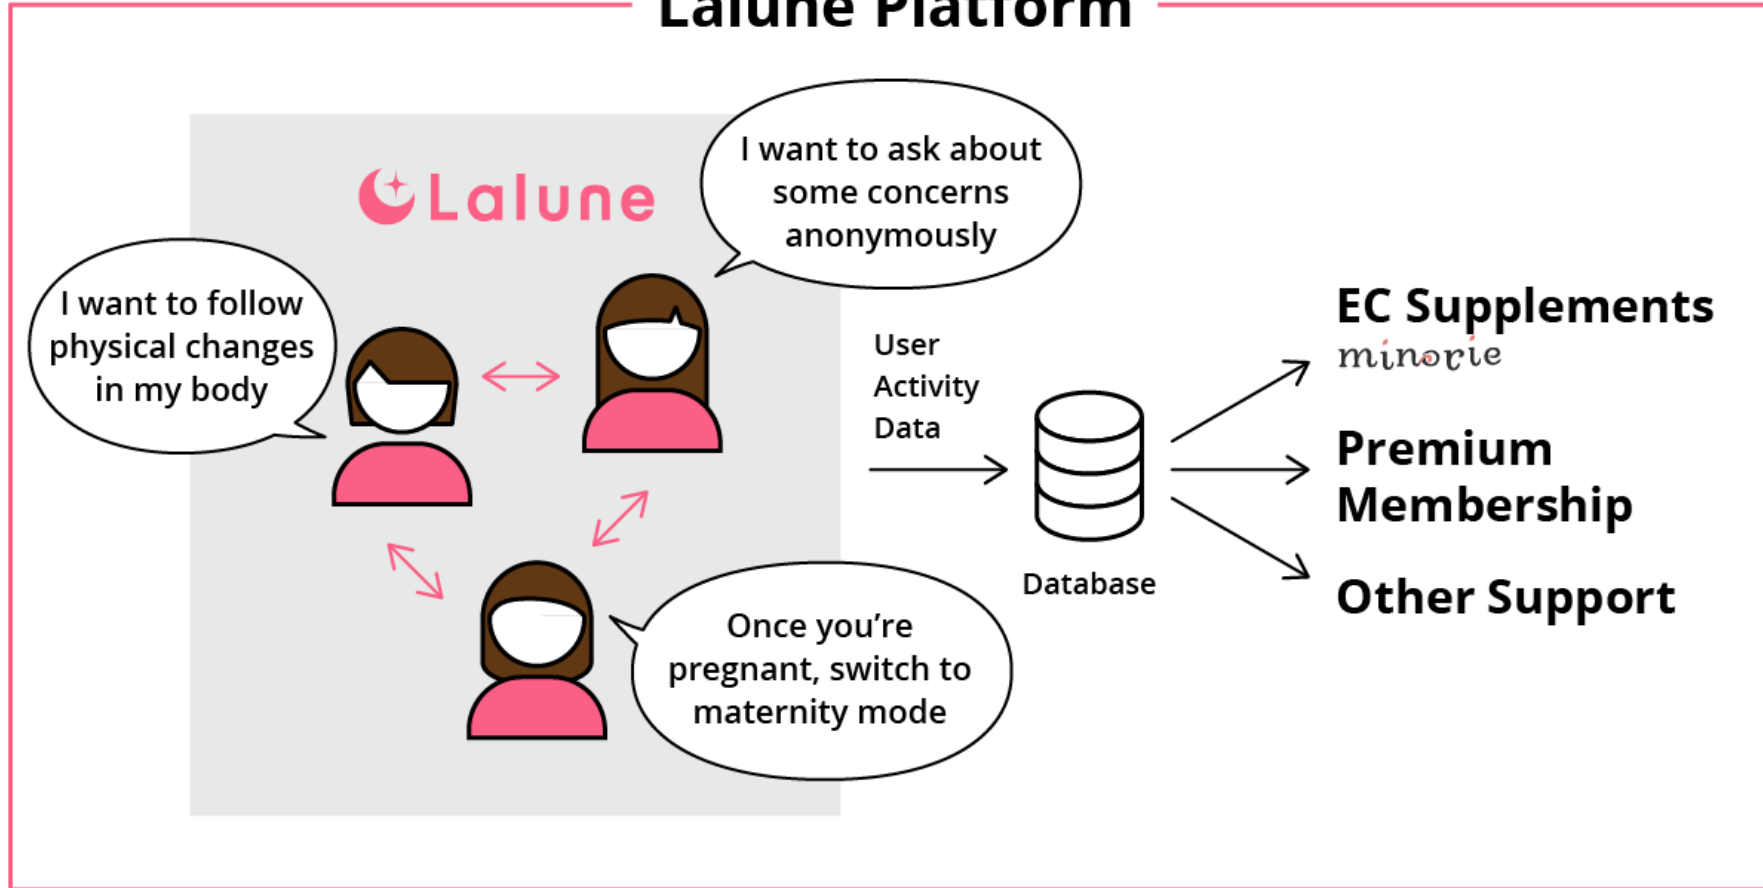 Lalune Platform
Lalune
I want to ask about
some concerns
anonymously
I want to follow
physical changes
in my body
Once you’re
pregnant, switch to
maternity mode
User
Activity
Data
Database
EC Supplements
minorie
Premium
Membership
Other Support